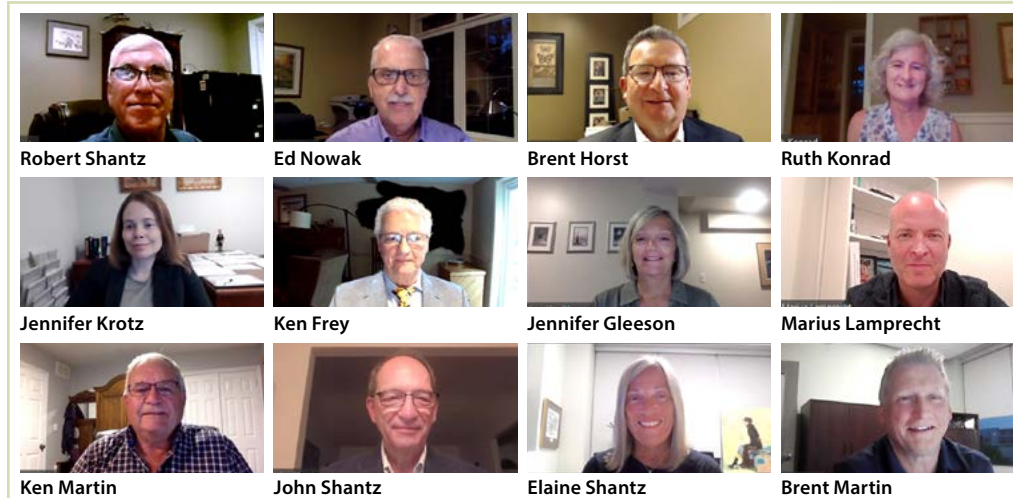 Robert Shantz
Ed Nowak
Brent Horst
Ruth Konrad
Jennifer Krotz
Ken Frey
Jennifer Gleeson
Marius Lamprecht
Ken Martin
John Shantz
Elaine Shantz
Brent Martin